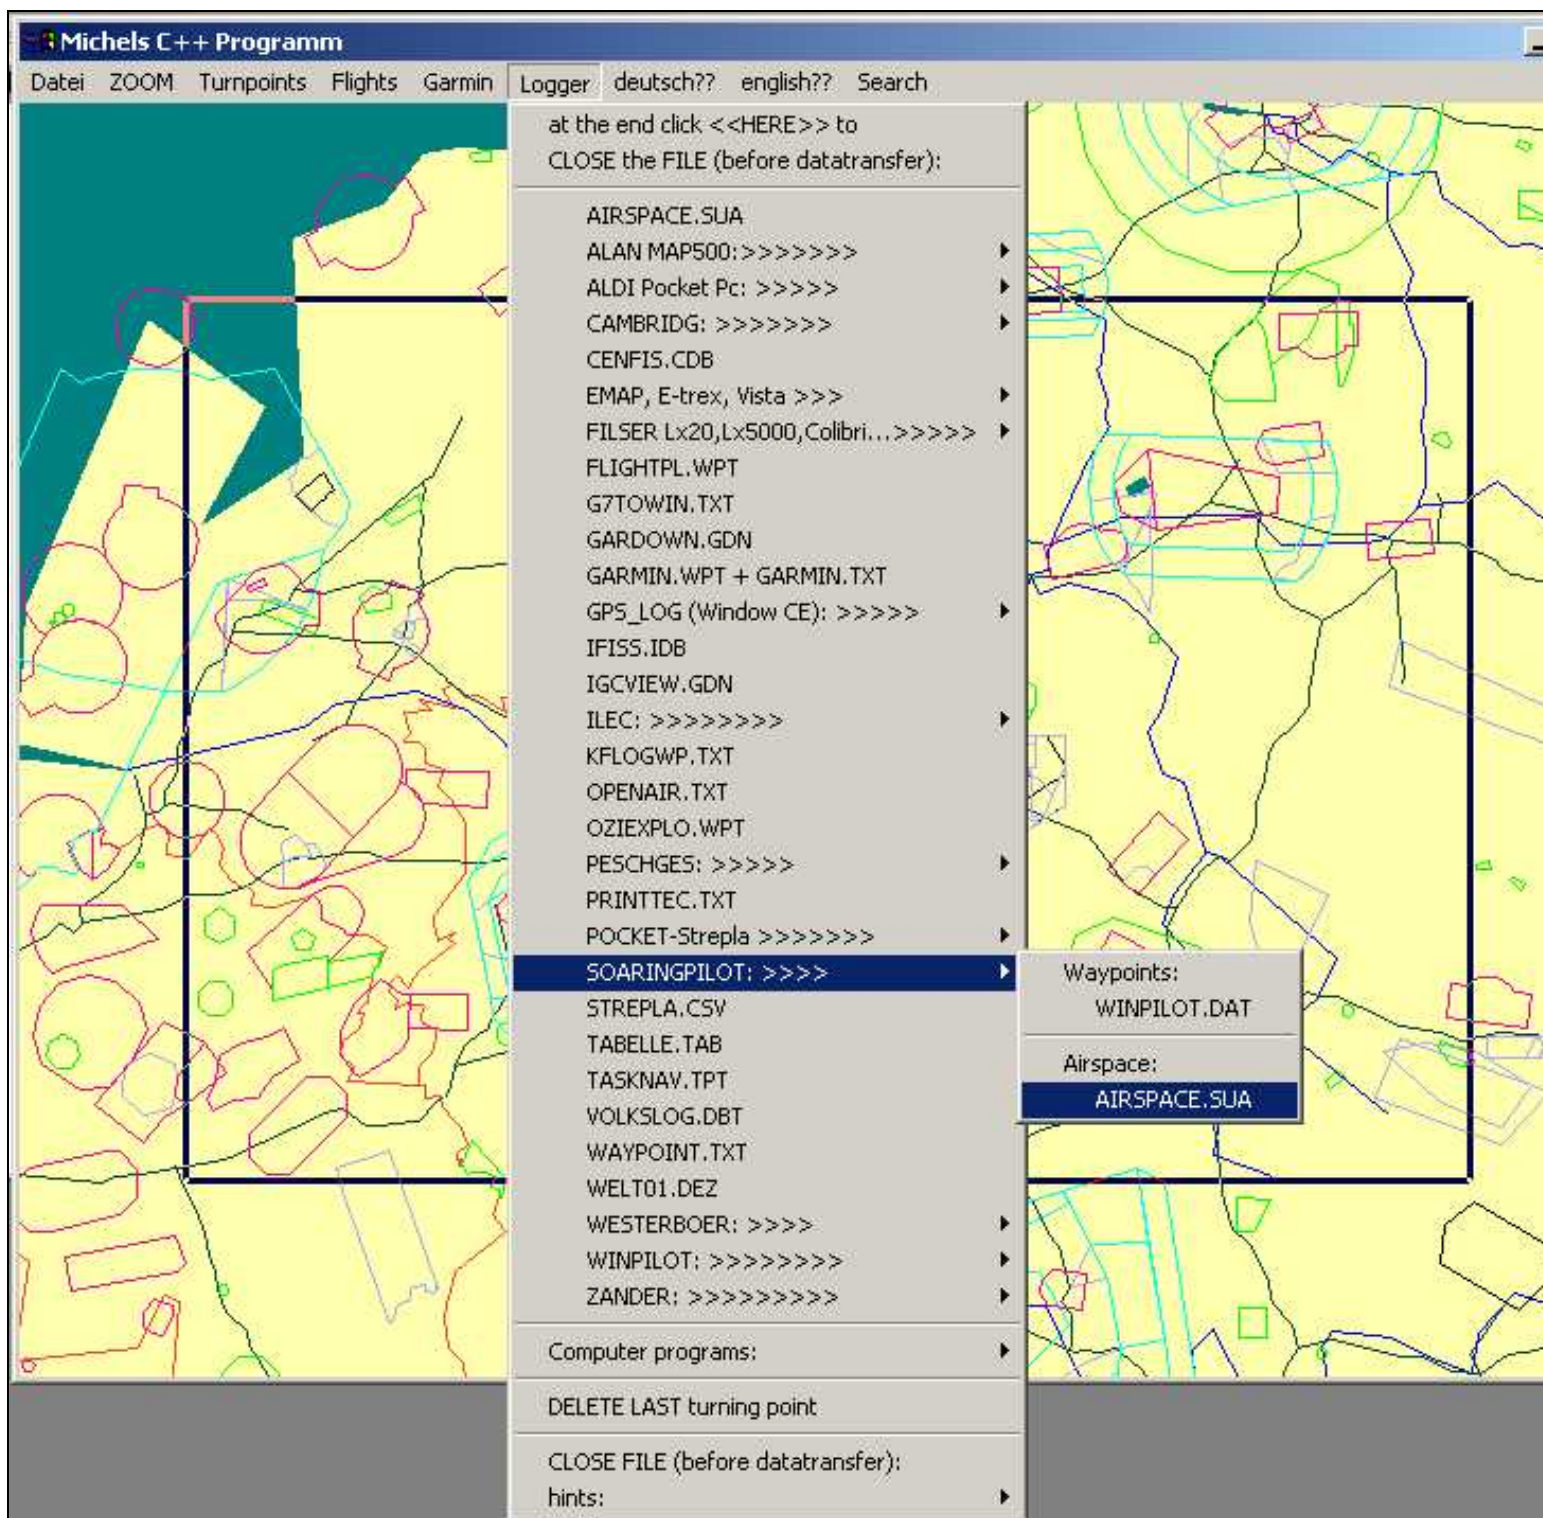 Michels C++ Programm
Datei ZOOM Turnpoints Flights Garmin Logger deutsch?? english?? Search
at the end click <<HERE>> to
CLOSE the FILE (before datatransfer):
AIRSPACE.SUA
ALAN MAP500:>>>>>>>
ALDI Pocket Pc: >>>>>
CAMBRIDG: >>>>>>>
CENFIS.CDB
EMAP, E-trex, Vista >>>
FILSER Lx20,Lx5000,Colibri...>>>>>
FLIGHTPL.WPT
G7TOWIN.TXT
GARDOWN.GDN
GARMIN.WPT + GARMIN.TXT
GPS_LOG (Window CE): >>>>>
IFISS.IDB
IGCVIEW.GDN
ILEC: >>>>>>>>
KFLOGWP.TXT
OPENAIR.TXT
OZIEXPLO.WPT
PESCHGES: >>>>>
PRINTTEC.TXT
POCKET-Strepla >>>>>>>
SOARINGPILOT: >>>>
STREPLA.CSV
TABELLE.TAB
TASKNAV.TPT
VOLKSLOG.DBT
WAYPOINT.TXT
WELT01.DEZ
WESTERBOER: >>>>
WINPILOT: >>>>>>>>
ZANDER: >>>>>>>>>
Computer programs:
DELETE LAST turning point
CLOSE FILE (before datatransfer):
hints:
Waypoints:
WINPILOT.DAT
Airspace:
AIRSPACE.SUA